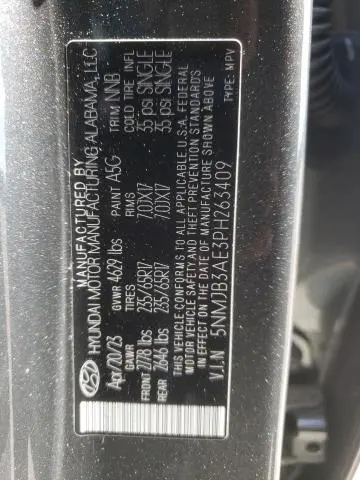 MANUFACTURED BY
HYUNDAI MOTOR MANUFACTURING ALABAMA, LLC
Apr/20/23 GVWR 4629 lbs PAINT A5G TRIM NNB
GAWR TIRES RIMS COLD TIRE INFL
FRONT 2778 lbs 235/65R17 7.0JX17 35 psi SINGLE
REAR 2646 lbs 235/65R17 7.0JX17 35 psi SINGLE
THIS VEHICLE CONFORMS TO ALL APPLICABLE U.S.A. FEDERAL
MOTOR VEHICLE SAFETY AND THEFT PREVENTION STANDARDS
IN EFFECT ON THE DATE OF MANUFACTURE SHOWN ABOVE
V.I.N 5NMJB3AE3PH263409 TYPE: MPV